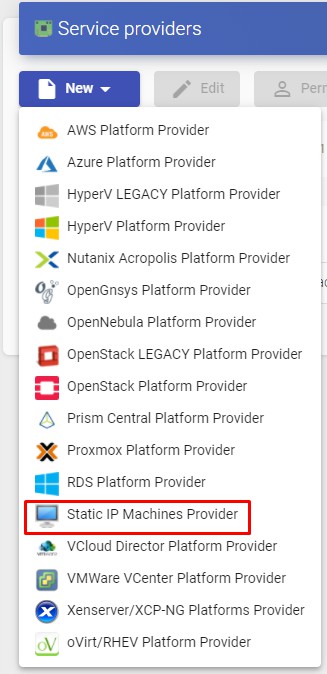 Service providers
New
Edit
Perr
AWS Platform Provider
Azure Platform Provider
HyperV LEGACY Platform Provider
HyperV Platform Provider
Nutanix Acropolis Platform Provider
OpenGnsys Platform Provider
OpenNebula Platform Provider
OpenStack LEGACY Platform Provider
OpenStack Platform Provider
Prism Central Platform Provider
Proxmox Platform Provider
RDS Platform Provider
Static IP Machines Provider
VCloud Director Platform Provider
VMWare VCenter Platform Provider
Xenserver/XCP-NG Platforms Provider
oVirt/RHEV Platform Provider